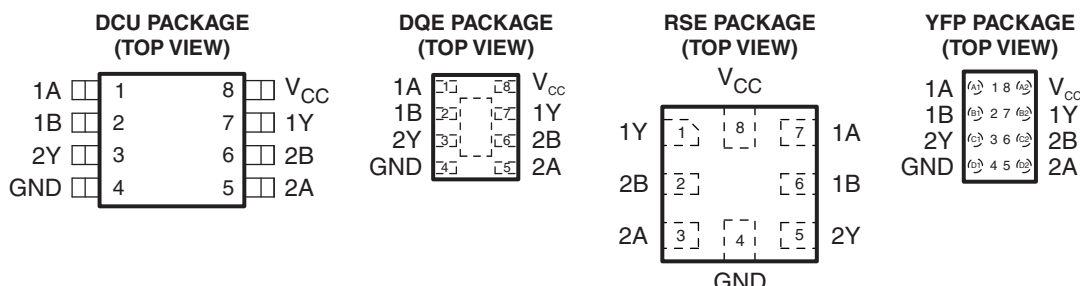 DCU PACKAGE
(TOP VIEW)
1A 1 8 VCC
1B 2 7 1Y
2Y 3 6 2B
GND 4 5 2A
DQE PACKAGE
(TOP VIEW)
1A 1 8 VCC
1B 2 7 1Y
2Y 3 6 2B
GND 4 5 2A
RSE PACKAGE
(TOP VIEW)
VCC
1Y 1 8 7 1A
2B 2 6 1B
2A 3 4 5 2Y
GND
YFP PACKAGE
(TOP VIEW)
1A A1 1 8 A2 VCC
1B B1 2 7 B2 1Y
2Y C1 3 6 C2 2B
GND D1 4 5 D2 2A